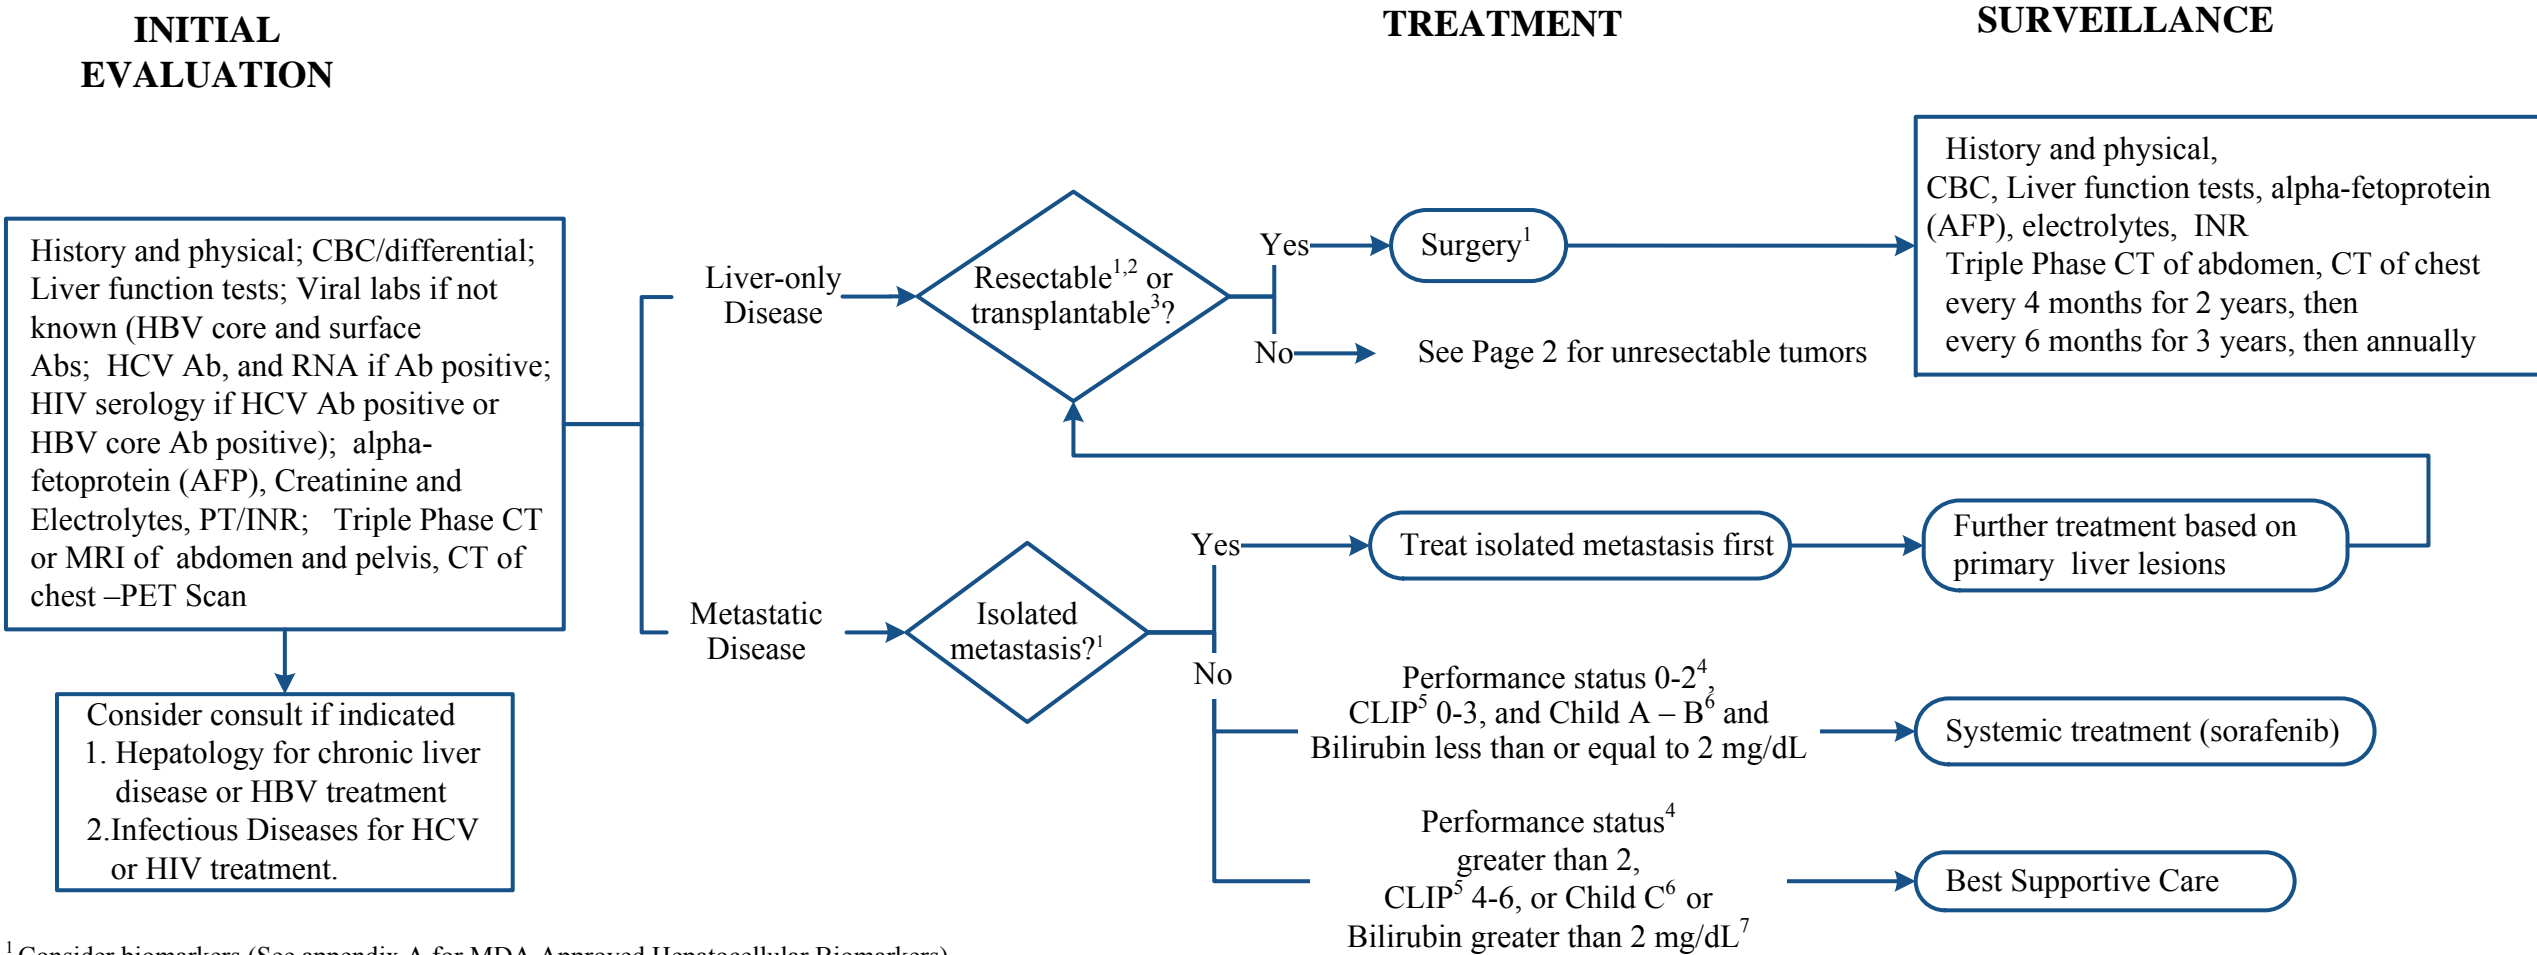 INITIAL
EVALUATION
TREATMENT
SURVEILLANCE
History and physical; CBC/differential;
Liver function tests; Viral labs if not
known (HBV core and surface
Abs; HCV Ab, and RNA if Ab positive;
HIV serology if HCV Ab positive or
HBV core Ab positive); alpha-
fetoprotein (AFP), Creatinine and
Electrolytes, PT/INR; Triple Phase CT
or MRI of abdomen and pelvis, CT of
chest –PET Scan
Consider consult if indicated
1. Hepatology for chronic liver
disease or HBV treatment
2.Infectious Diseases for HCV
or HIV treatment.
Liver-only
Disease
Resectable1,2 or
transplantable3?
Yes
Surgery1
No
See Page 2 for unresectable tumors
History and physical,
CBC, Liver function tests, alpha-fetoprotein
(AFP), electrolytes, INR
Triple Phase CT of abdomen, CT of chest
every 4 months for 2 years, then
every 6 months for 3 years, then annually
Metastatic
Disease
Isolated
metastasis?1
Yes
Treat isolated metastasis first
Further treatment based on
primary liver lesions
No
Performance status 0-24,
CLIP5 0-3, and Child A – B6 and
Bilirubin less than or equal to 2 mg/dL
Systemic treatment (sorafenib)
Performance status4
greater than 2,
CLIP5 4-6, or Child C6 or
Bilirubin greater than 2 mg/dL7
Best Supportive Care
1 Consider biomarkers (See appendix A for MDA Approved Hepatocellular Biomarkers)